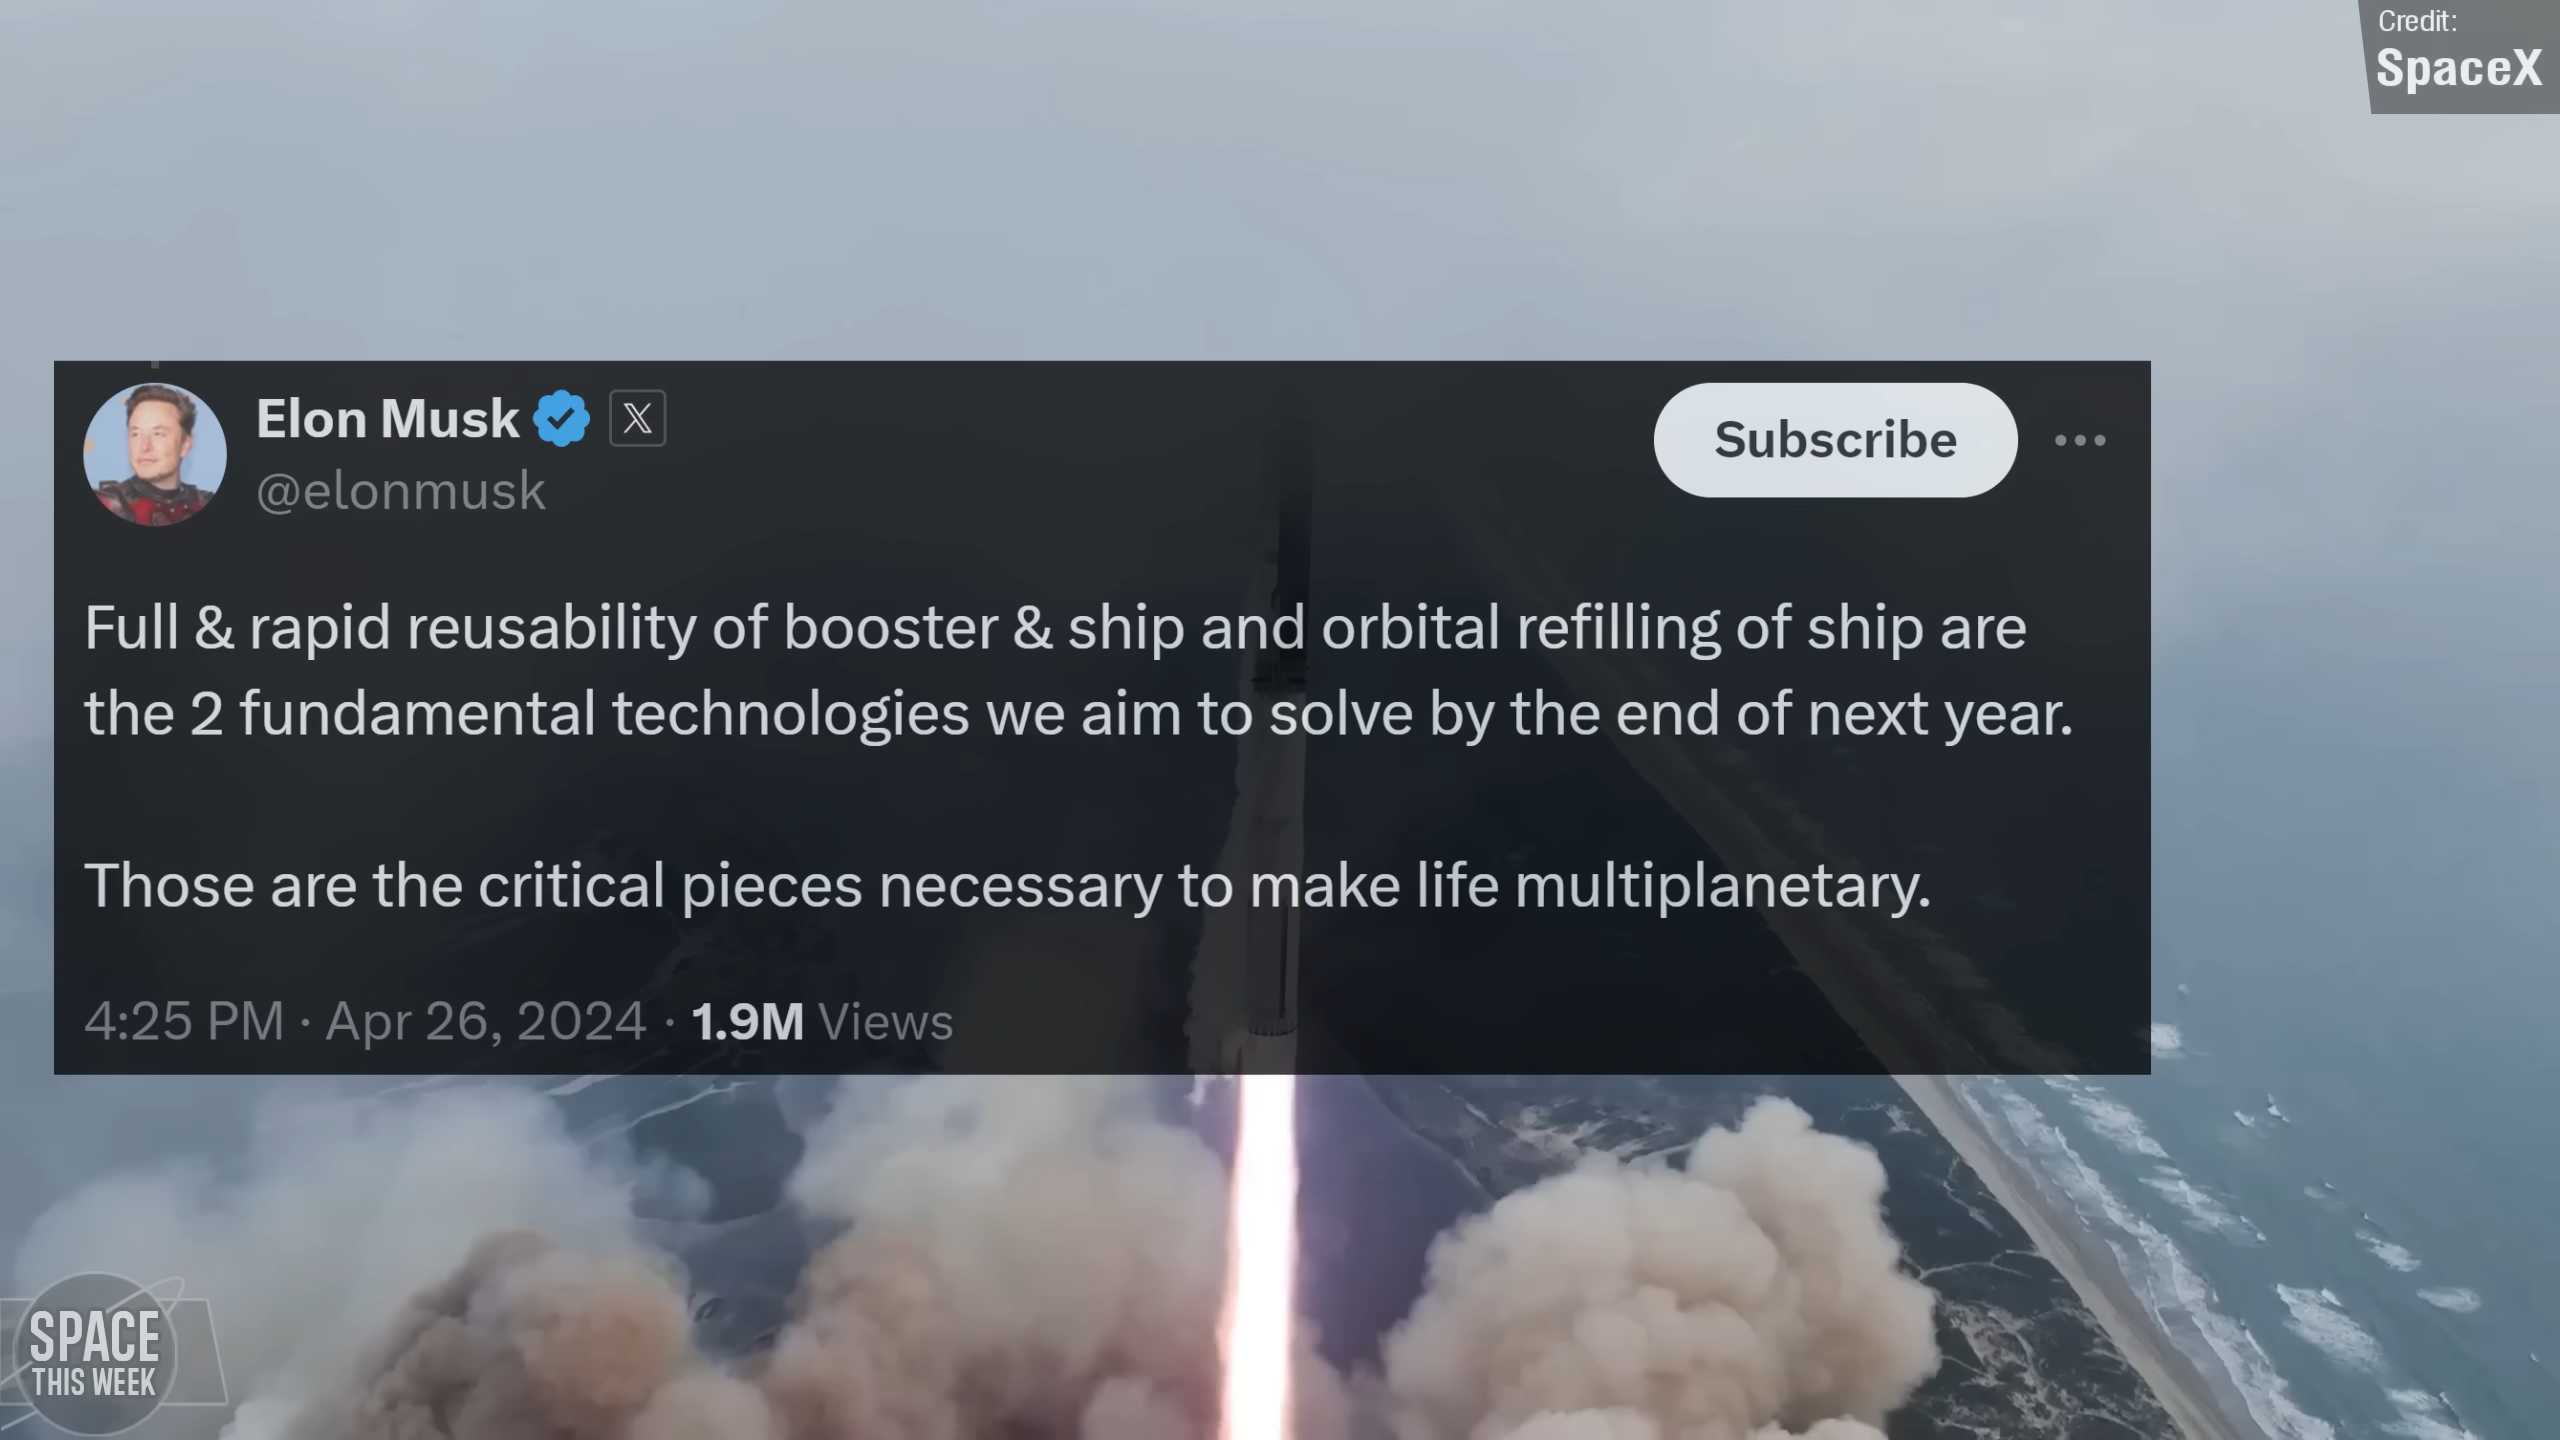 Credit:
SpaceX
Elon Musk
@elonmusk
Subscribe
Full & rapid reusability of booster & ship and orbital refilling of ship are
the 2 fundamental technologies we aim to solve by the end of next year.
Those are the critical pieces necessary to make life multiplanetary.
4:25 PM · Apr 26, 2024 · 1.9M Views
SPACE
THIS WEEK